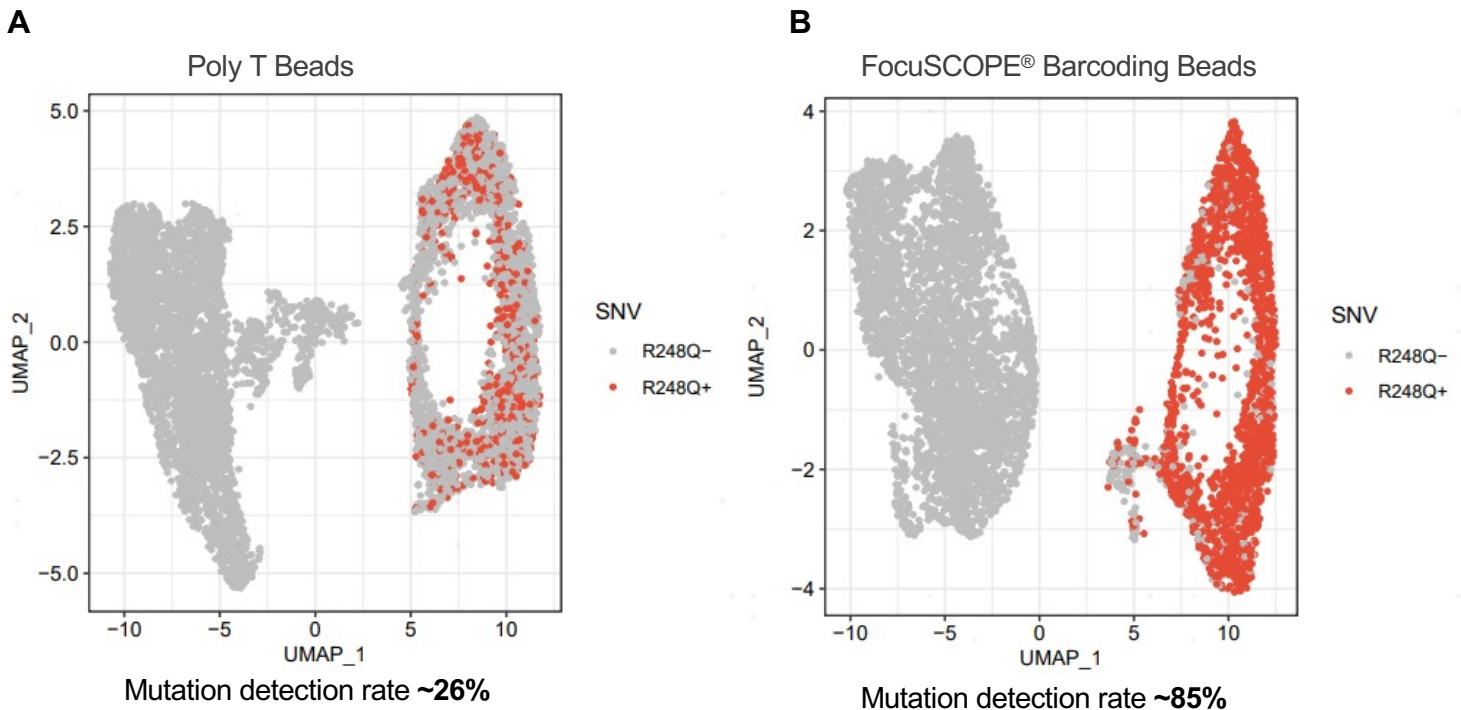 A
Poly T Beads
5.0
2.5
0.0
−2.5
−5.0
UMAP_2
−10 −5 0 5 10
UMAP_1
SNV
R248Q−
R248Q+
Mutation detection rate ~26%
B
FocuSCOPE® Barcoding Beads
4
2
0
−2
−4
UMAP_2
−10 −5 0 5 10
UMAP_1
SNV
R248Q−
R248Q+
Mutation detection rate ~85%